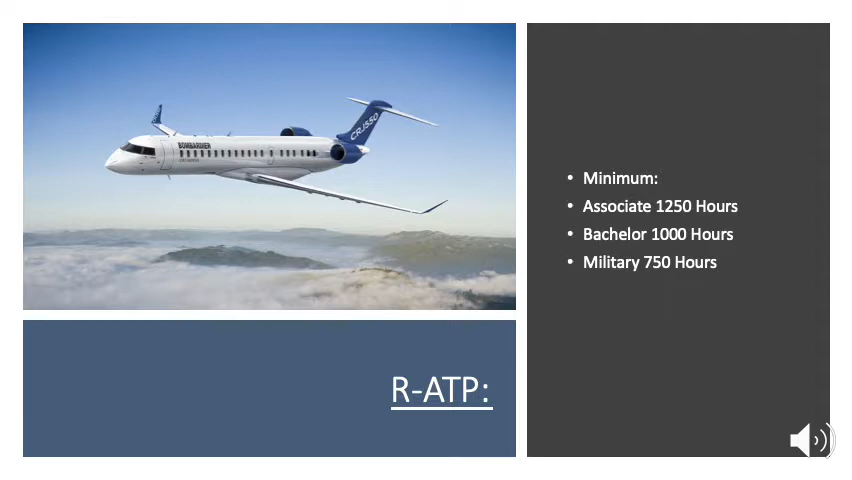 BOMBARDIER
CRJ550
R-ATP:
Minimum:
Associate 1250 Hours
Bachelor 1000 Hours
Military 750 Hours